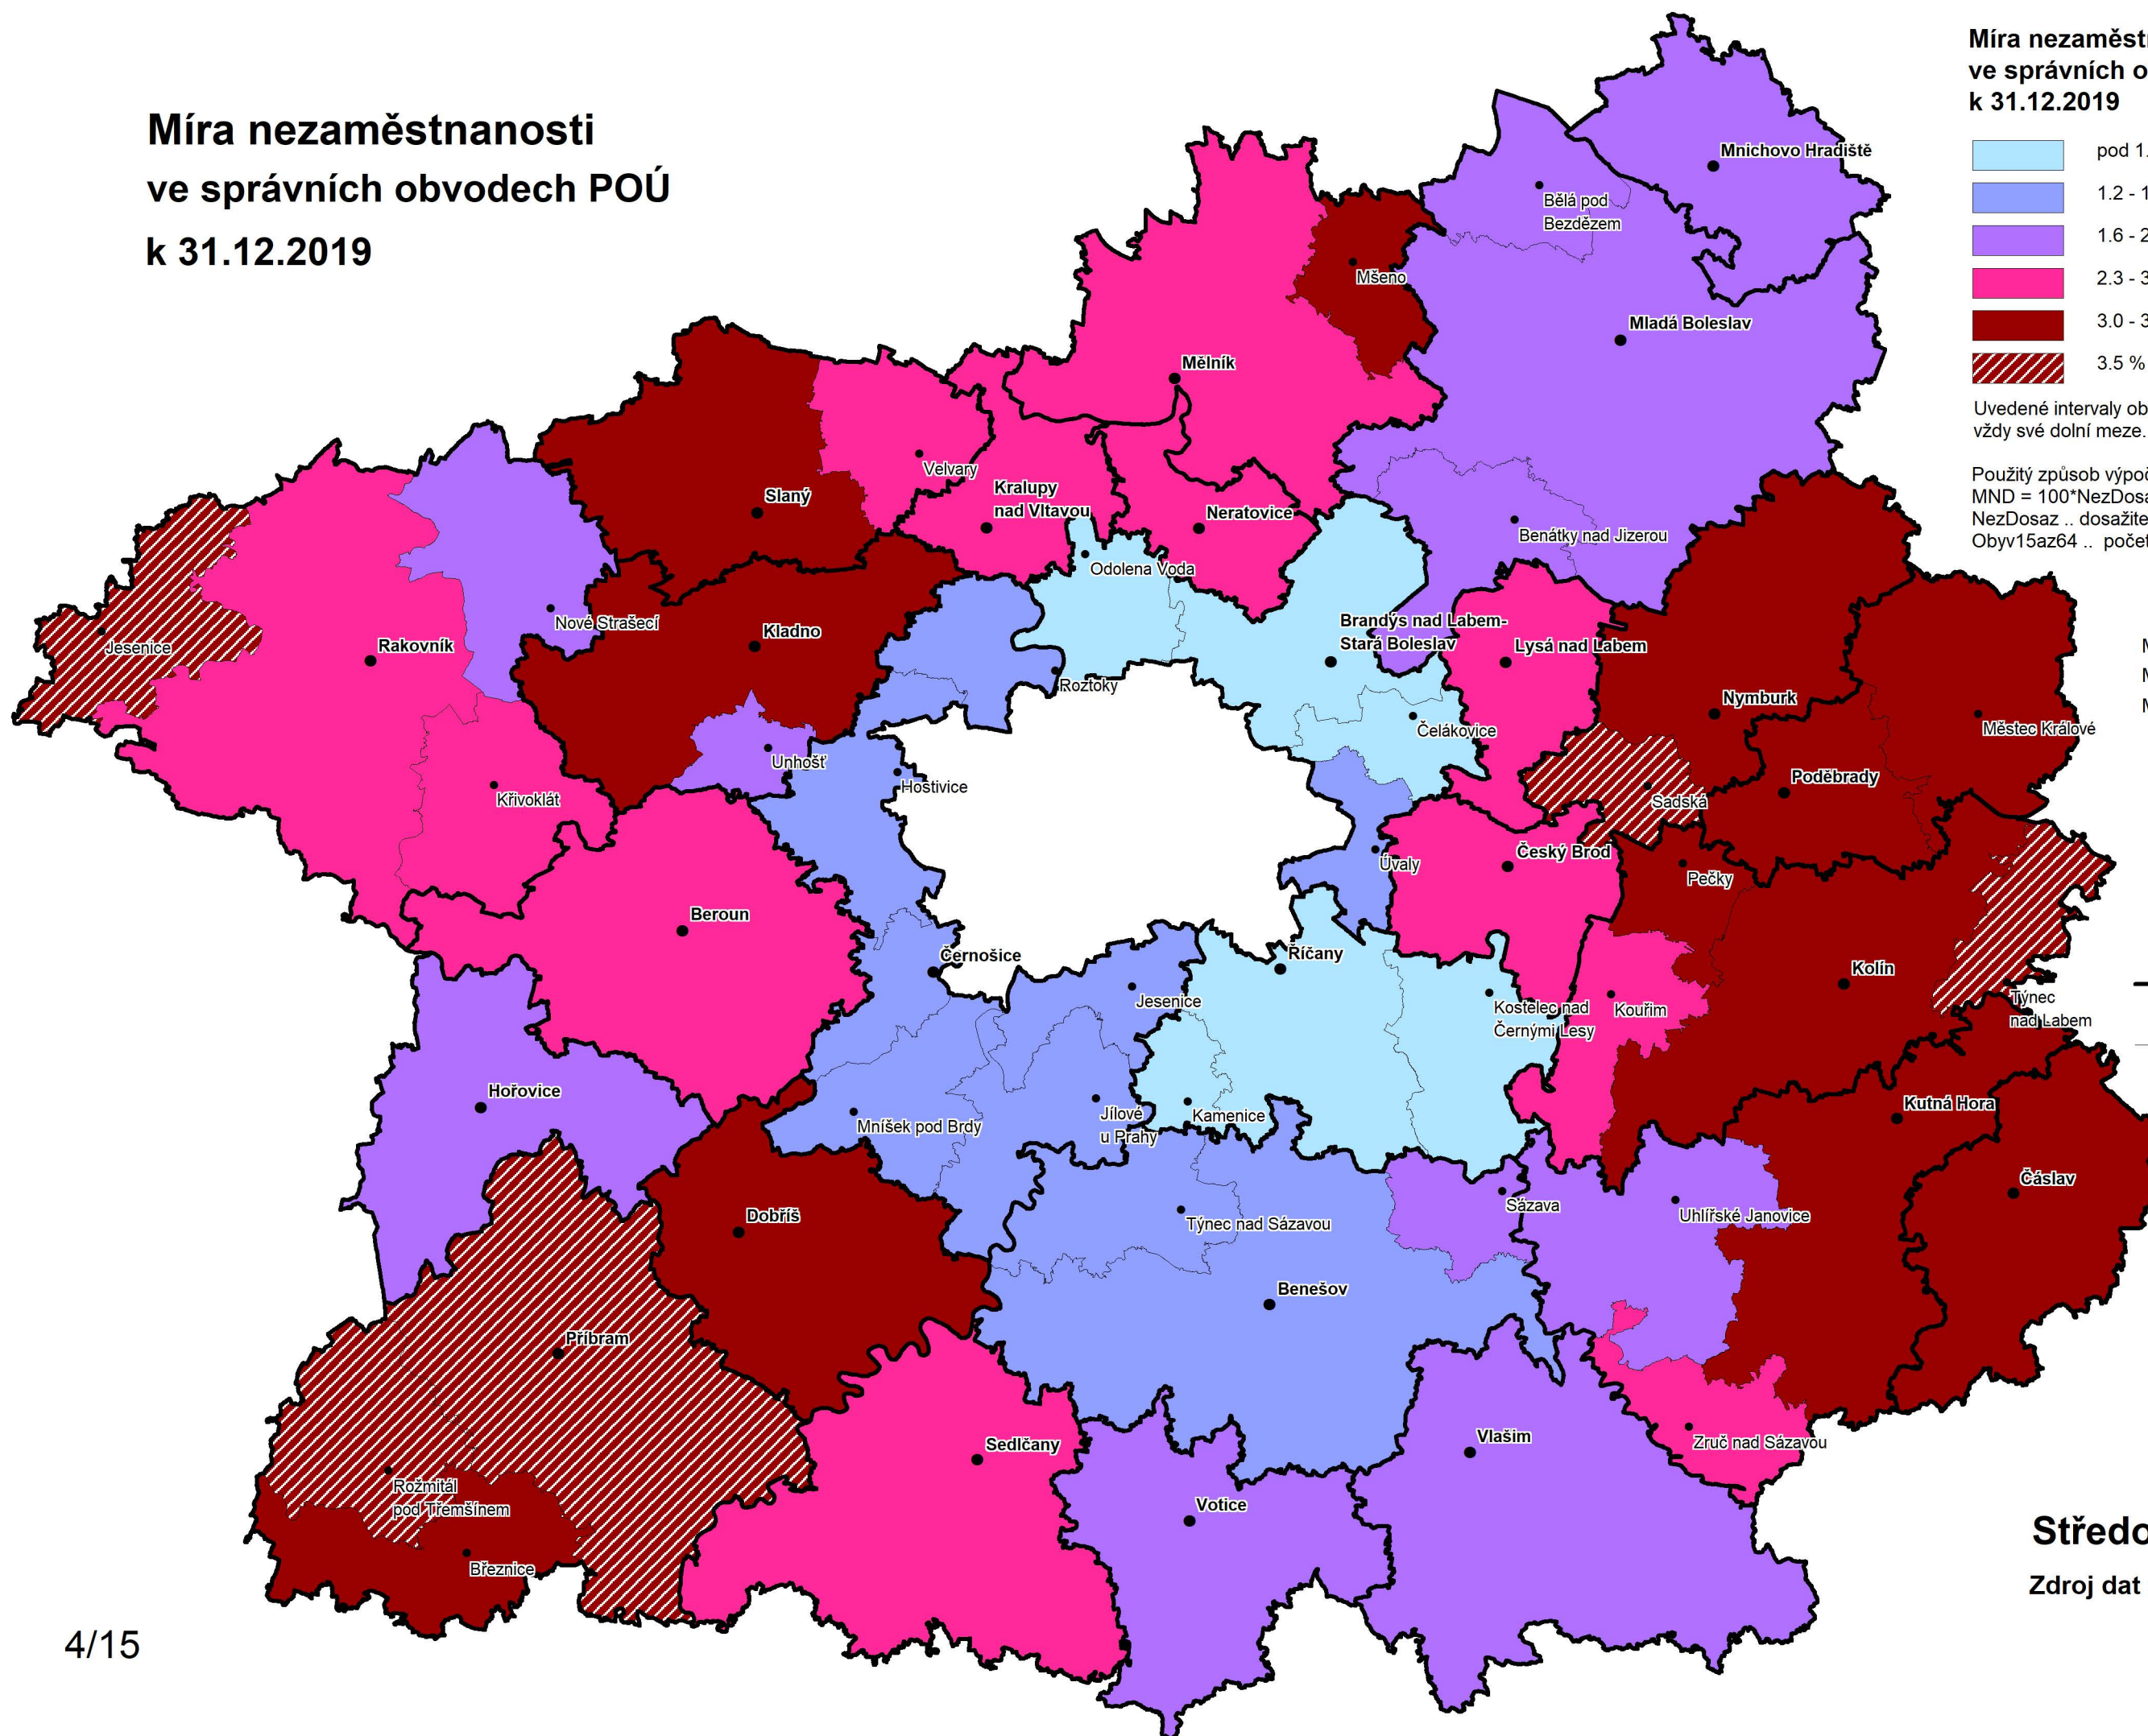 Míra nezaměstnanosti
ve správních obvodech POÚ
k 31.12.2019
Míra nezaměst
ve správních o
k 31.12.2019
pod 1.
1.2 - 1
1.6 - 2
2.3 - 3
3.0 - 3
3.5 %
Uvedené intervaly ob
vždy své dolní meze.
Použitý způsob výpoč
MND = 100*NezDosa
NezDosaz .. dosažite
Obyv15az64 .. počet
Mnichovo Hradiště
Bělá pod
Bezdězem
Mšeno
Mladá Boleslav
Mělník
Velvary
Slaný
Kralupy
nad Vltavou
Neratovice
Benátky nad Jizerou
Odolena Voda
Nové Strašecí
Kladno
Brandýs nad Labem-
Stará Boleslav
Lysá nad Labem
Jesenice
Rakovník
Roztoky
Nymburk
Čelákovice
Městec Králové
Unhošť
Hostivice
Poděbrady
Křivoklát
Sadská
Český Brod
Úvaly
Pečky
Beroun
Černošice
Říčany
Kolín
Jesenice
Kostelec nad
Černými Lesy
Kouřim
Týnec
nad Labem
Hořovice
Mníšek pod Brdy
Jílové
u Prahy
Kamenice
Kutná Hora
Čáslav
Dobříš
Týnec nad Sázavou
Sázava
Uhlířské Janovice
Benešov
Příbram
Sedlčany
Vlašim
Zruč nad Sázavou
Rožmitál
pod Třemšínem
Votice
Březnice
Středo
Zdroj dat
4/15
M
M
M